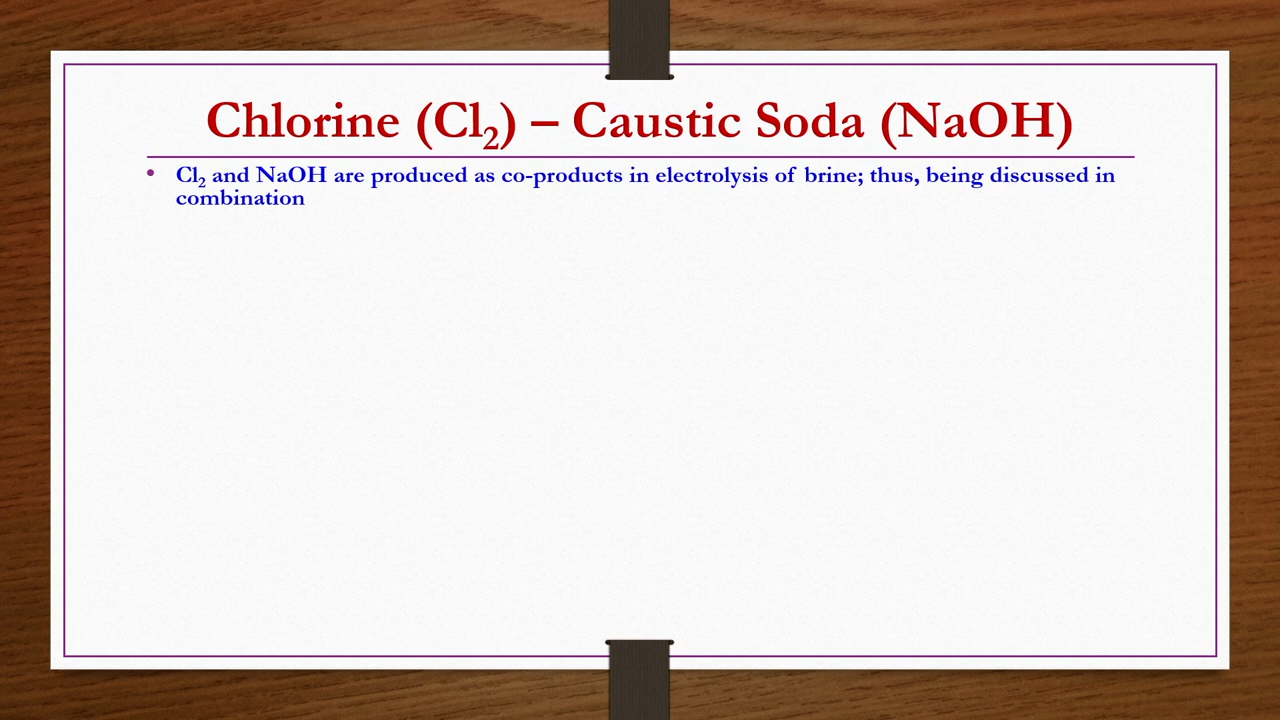 Chlorine (Cl₂) – Caustic Soda (NaOH)
• Cl₂ and NaOH are produced as co-products in electrolysis of brine; thus, being discussed in
combination